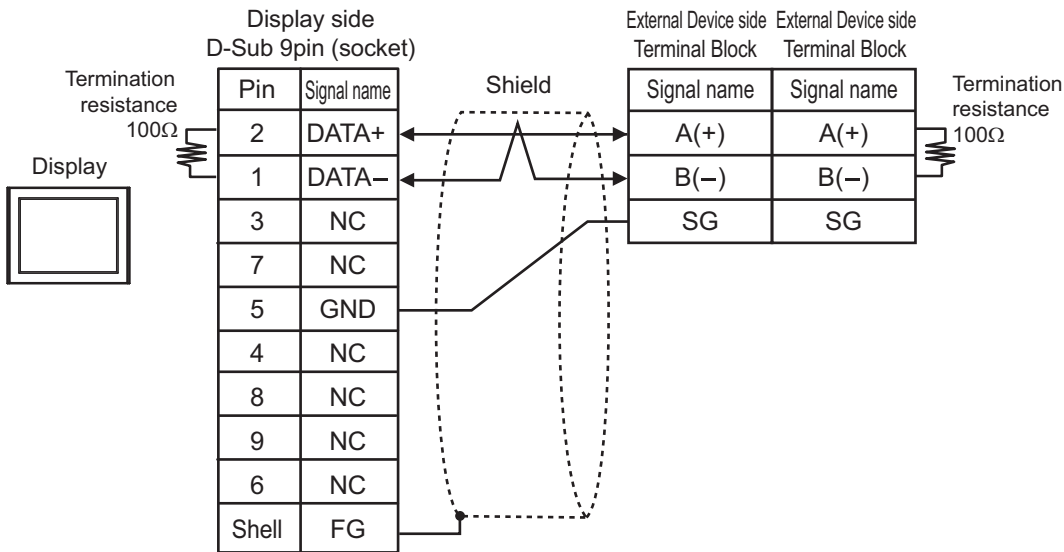 Display side
D-Sub 9pin (socket)
External Device side External Device side
Terminal Block Terminal Block
Termination
resistance
100Ω
Pin Signal name
Shield
Signal name Signal name
Termination
resistance
100Ω
2 DATA+ A(+) A(+)
Display
1 DATA− B(−) B(−)
3 NC SG SG
7 NC
5 GND
4 NC
8 NC
9 NC
6 NC
Shell FG